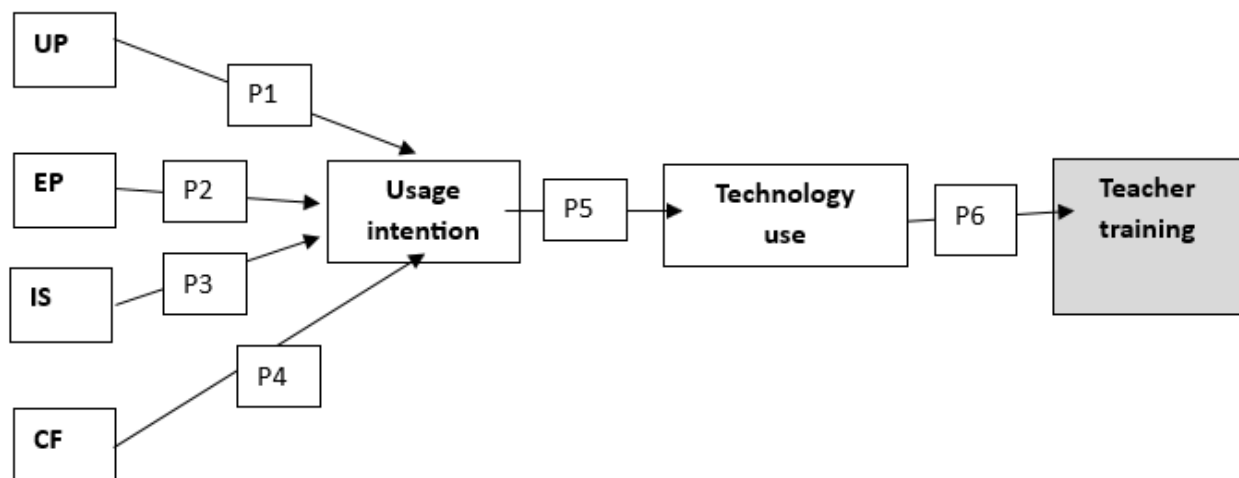 UP
P1
EP
P2
Usage
intention
P5
Technology
use
P6
Teacher
training
IS
P3
P4
CF